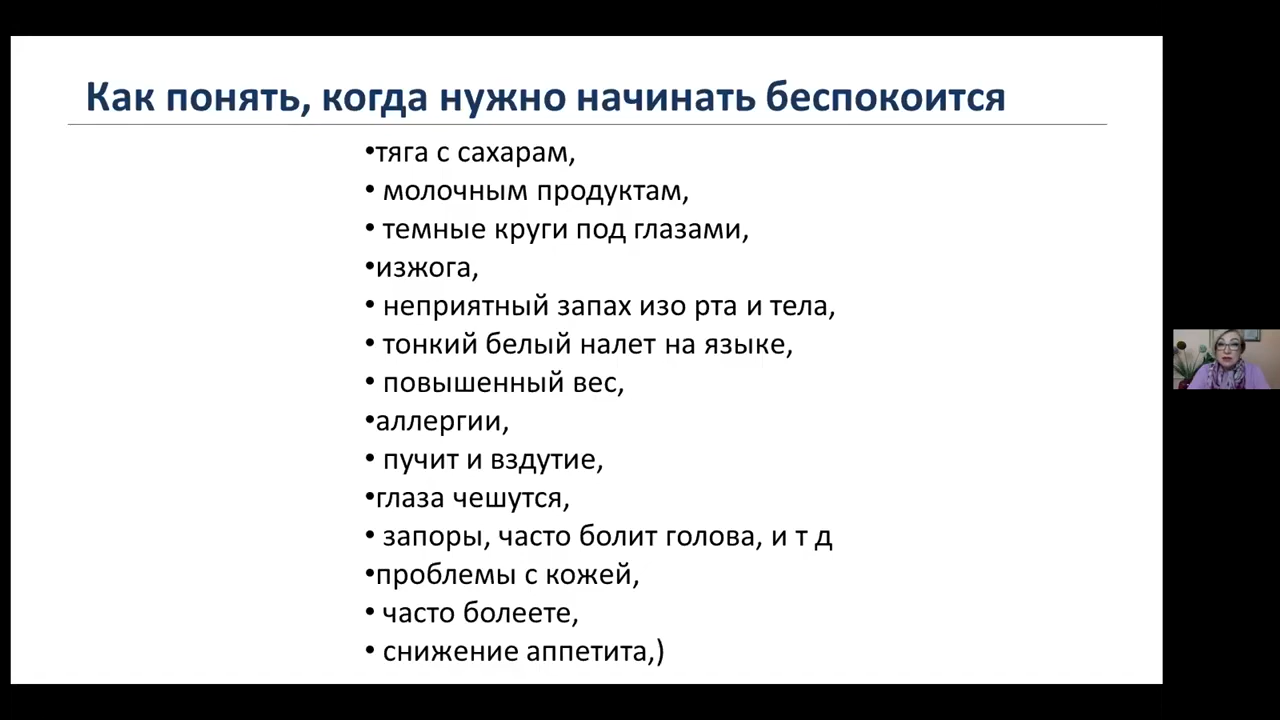 Как понять, когда нужно начинать беспокоится
•тяга с сахарам,
• молочным продуктам,
• темные круги под глазами,
•изжога,
• неприятный запах изо рта и тела,
• тонкий белый налет на языке,
• повышенный вес,
•аллергии,
• пучит и вздутие,
•глаза чешутся,
• запоры, часто болит голова, и т д
•проблемы с кожей,
• часто болеете,
• снижение аппетита,)